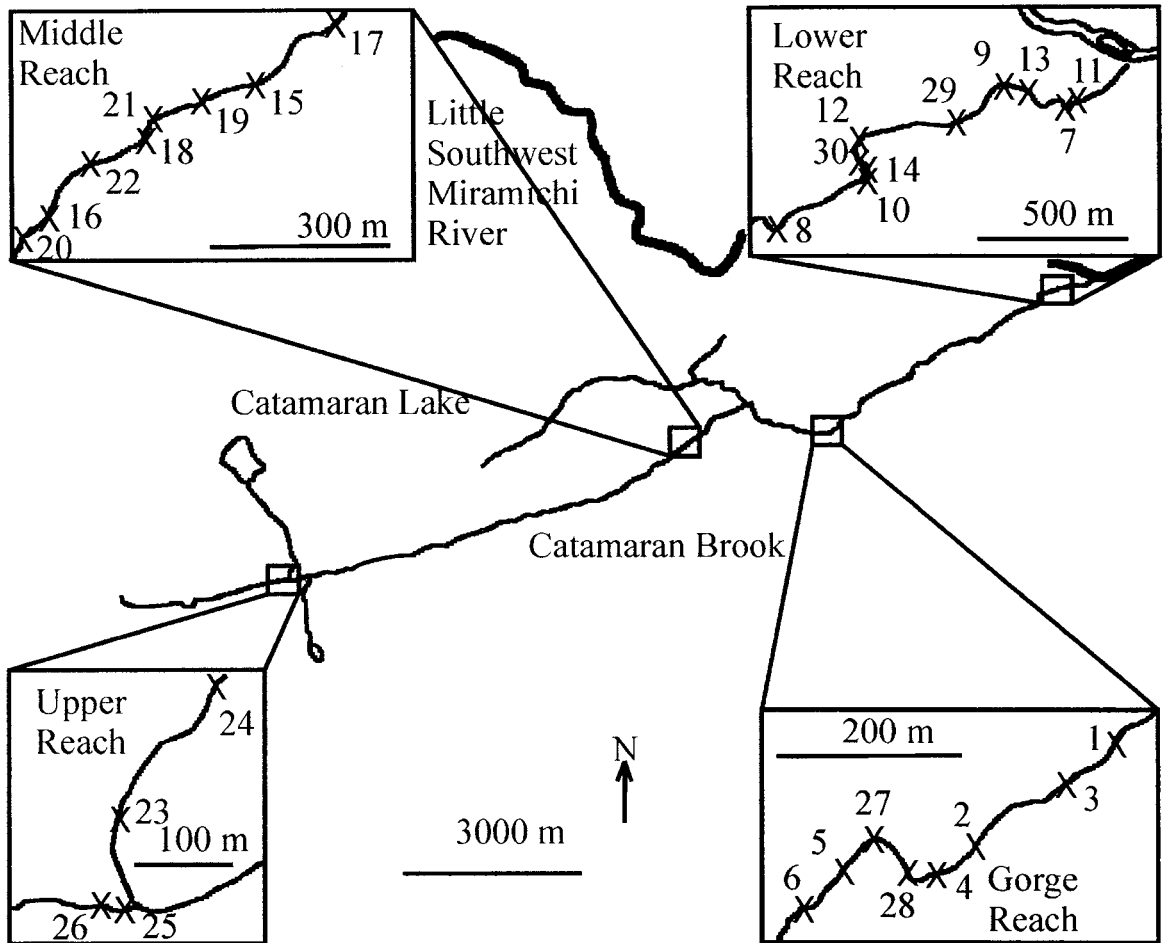 Middle
Reach
17
15
19
21
18
22
16
20
300 m
Little
Southwest
Miramichi
River
Lower
Reach
9
13
11
29
7
12
30
14
10
8
500 m
Catamaran Lake
Catamaran Brook
Upper
Reach
24
23
100 m
26
25
N
3000 m
200 m
1
3
27
2
5
6
28
4
Gorge
Reach